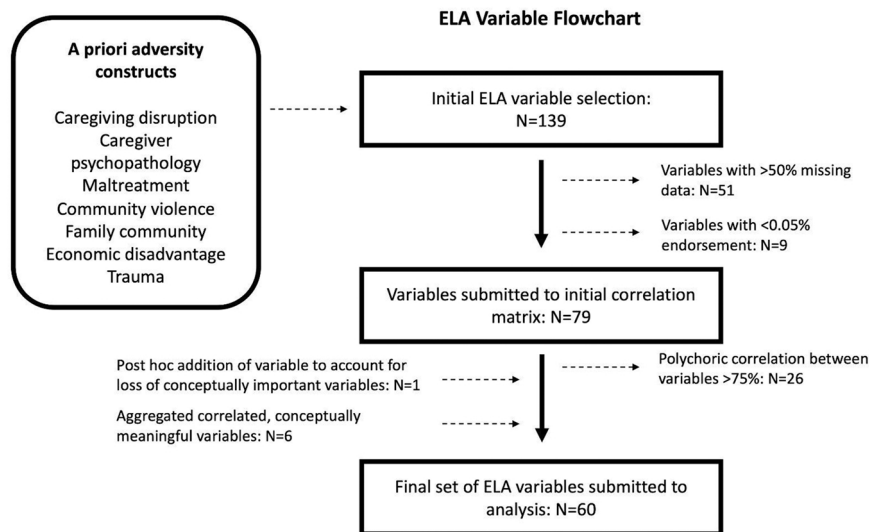 ELA Variable Flowchart
A priori adversity
constructs
Caregiving disruption
Caregiver
psychopathology
Maltreatment
Community violence
Family community
Economic disadvantage
Trauma
Initial ELA variable selection:
N=139
Variables with >50% missing
data: N=51
Variables with <0.05%
endorsement: N=9
Variables submitted to initial correlation
matrix: N=79
Post hoc addition of variable to account for
loss of conceptually important variables: N=1
Polychoric correlation between
variables >75%: N=26
Aggregated correlated, conceptually
meaningful variables: N=6
Final set of ELA variables submitted to
analysis: N=60